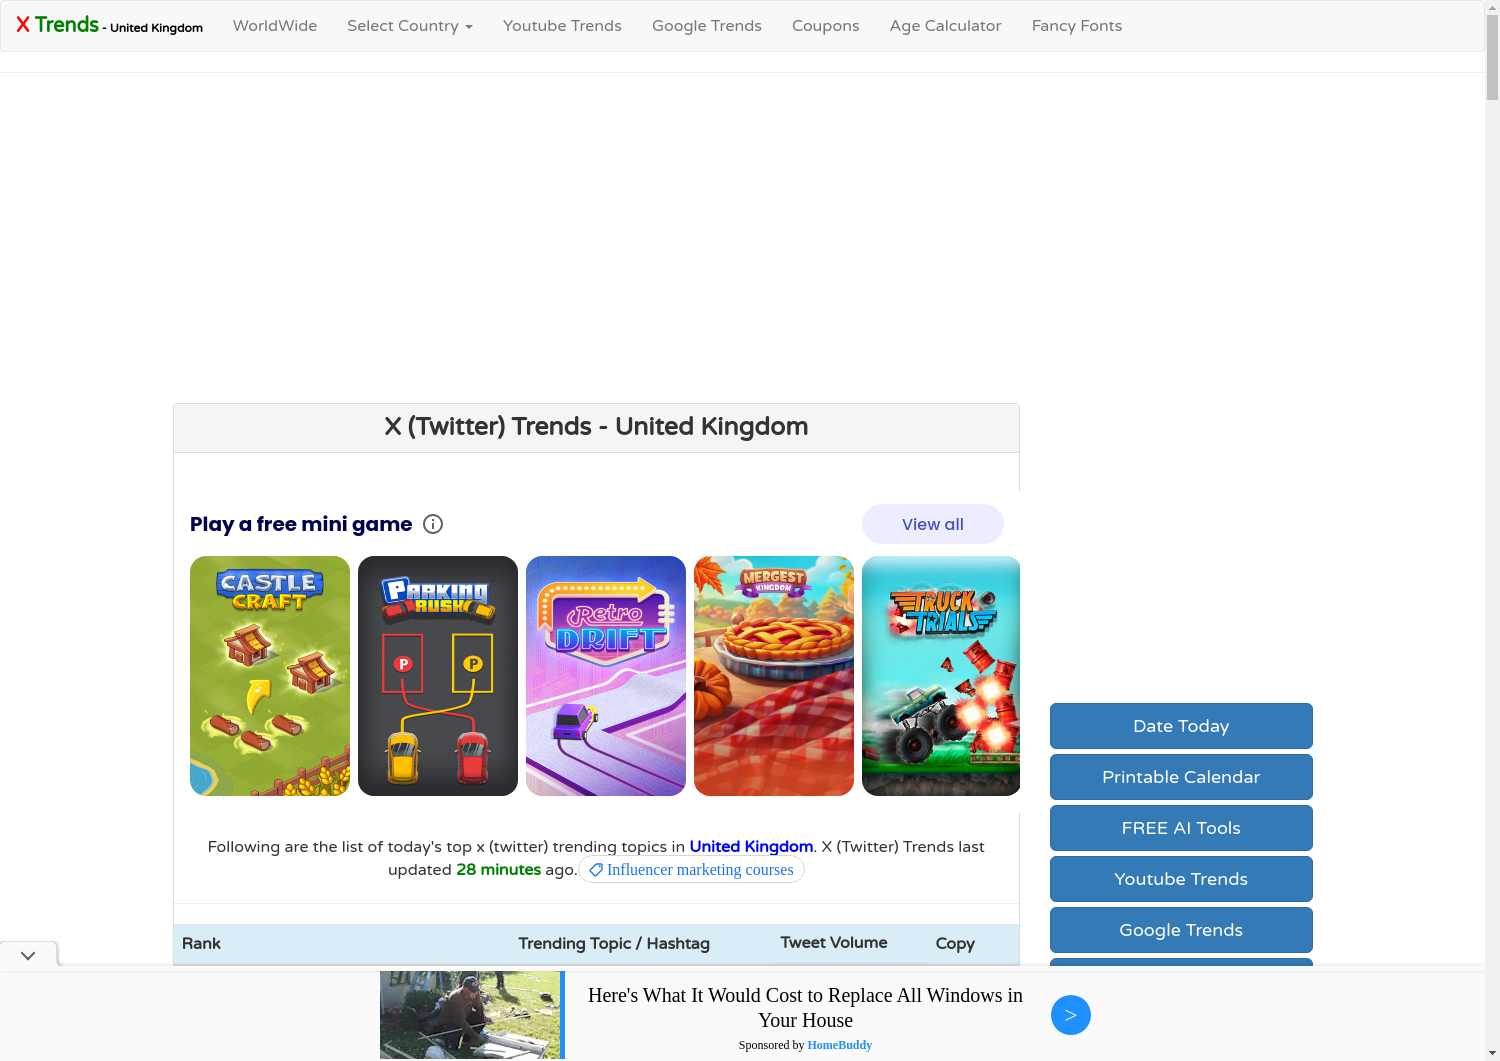 X Trends - United Kingdom
WorldWide
Select Country
Youtube Trends
Google Trends
Coupons
Age Calculator
Fancy Fonts
X (Twitter) Trends - United Kingdom
Play a free mini game
View all
CASTLE
CRAFT
PARKING
RUSH
P
P
Retro
DRIFT
MERGEST
KINGDOM
TRUCK
TRIALS
Following are the list of today's top x (twitter) trending topics in United Kingdom. X (Twitter) Trends last
updated 28 minutes ago. Influencer marketing courses
Rank
Trending Topic / Hashtag
Tweet Volume
Copy
Date Today
Printable Calendar
FREE AI Tools
Youtube Trends
Google Trends
Here's What It Would Cost to Replace All Windows in
Your House
Sponsored by HomeBuddy
>